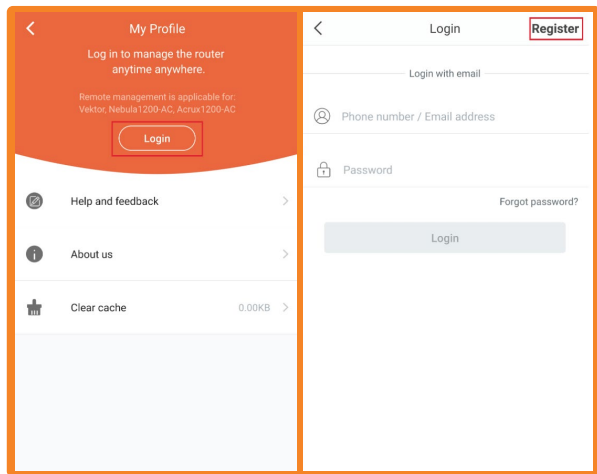 My Profile
Log in to manage the router
anytime anywhere.
Remote management is applicable for:
Vektor, Nebula1200-AC, Acrux1200-AC
Login
Help and feedback
About us
Clear cache
0.00KB
Login
Register
Login with email
Phone number / Email address
Password
Forgot password?
Login